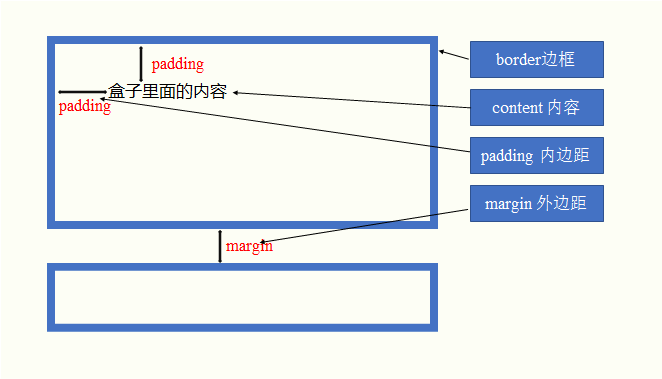 padding
盒子里面的内容
padding
margin
border边框
content 内容
padding 内边距
margin 外边距